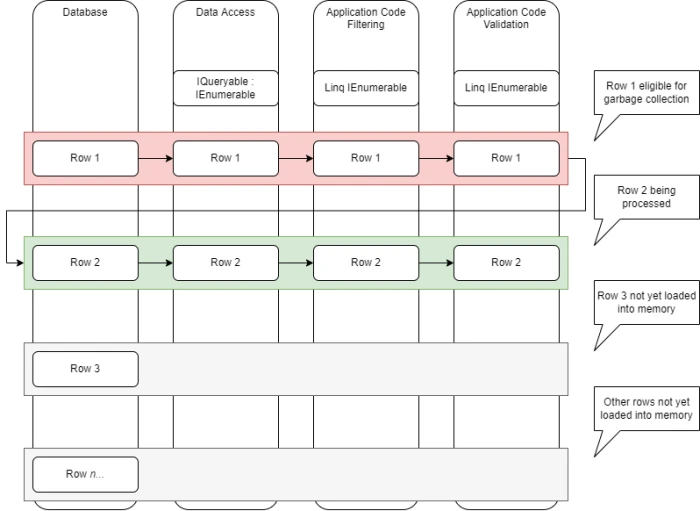 Database
Data Access
Application Code
Filtering
Application Code
Validation
IQueryable :
IEnumerable
Linq IEnumerable
Linq IEnumerable
Row 1 eligible for
garbage collection
Row 1
Row 1
Row 1
Row 1
Row 2 being
processed
Row 2
Row 2
Row 2
Row 2
Row 3 not yet loaded
into memory
Row 3
Other rows not yet
loaded into memory
Row n...